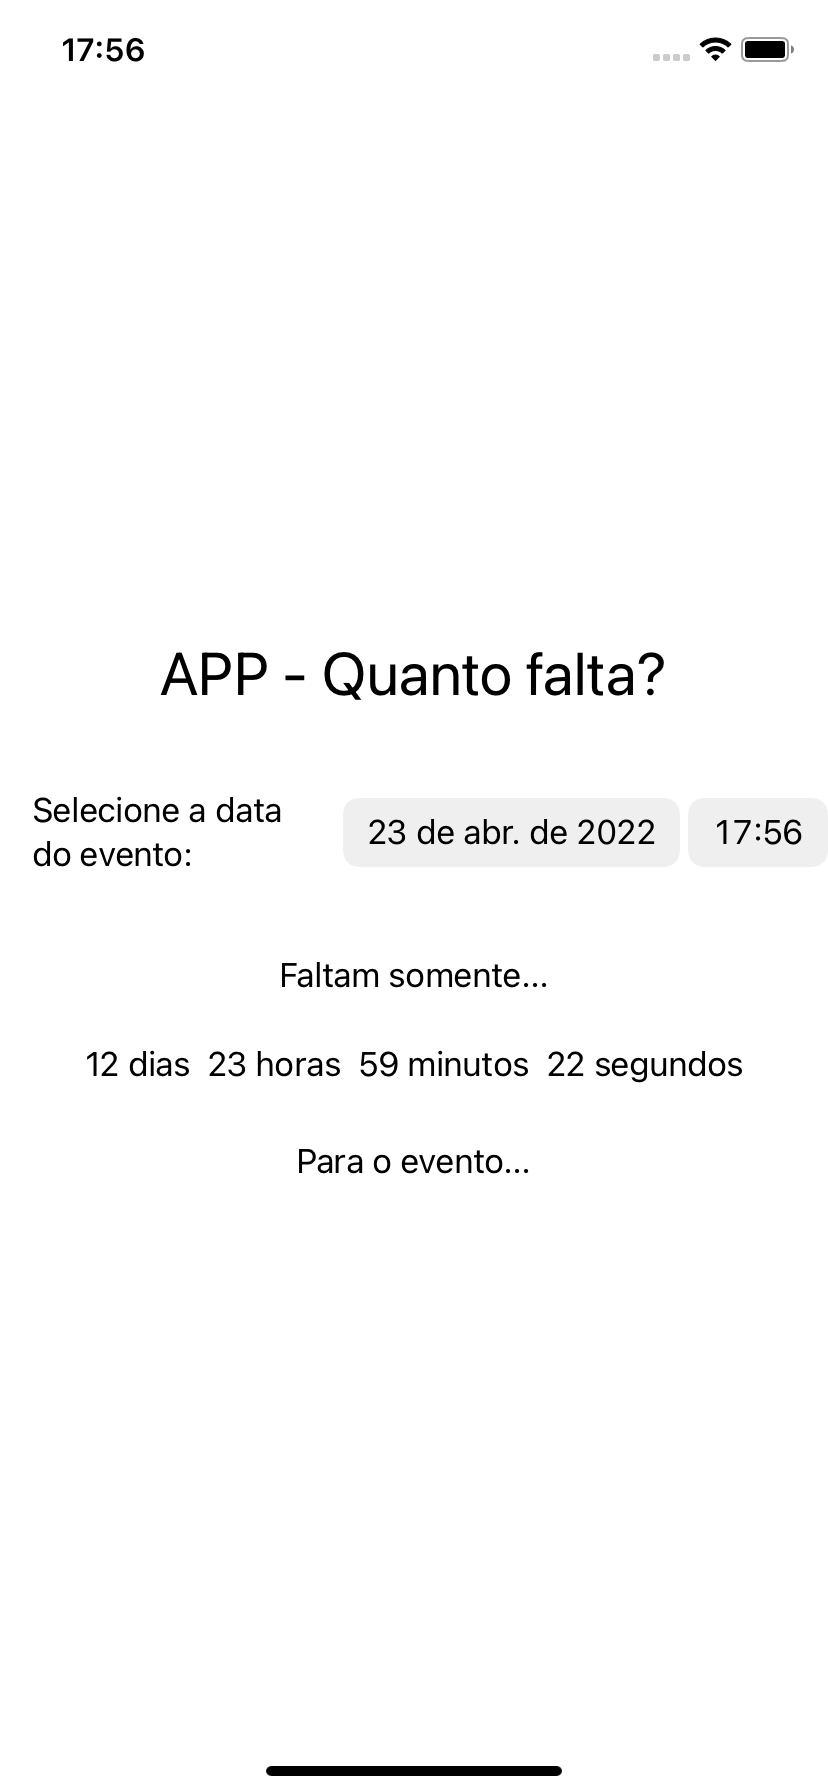 17:56
APP - Quanto falta?
Selecione a data
do evento:
23 de abr. de 2022 17:56
Faltam somente...
12 dias 23 horas 59 minutos 22 segundos
Para o evento...